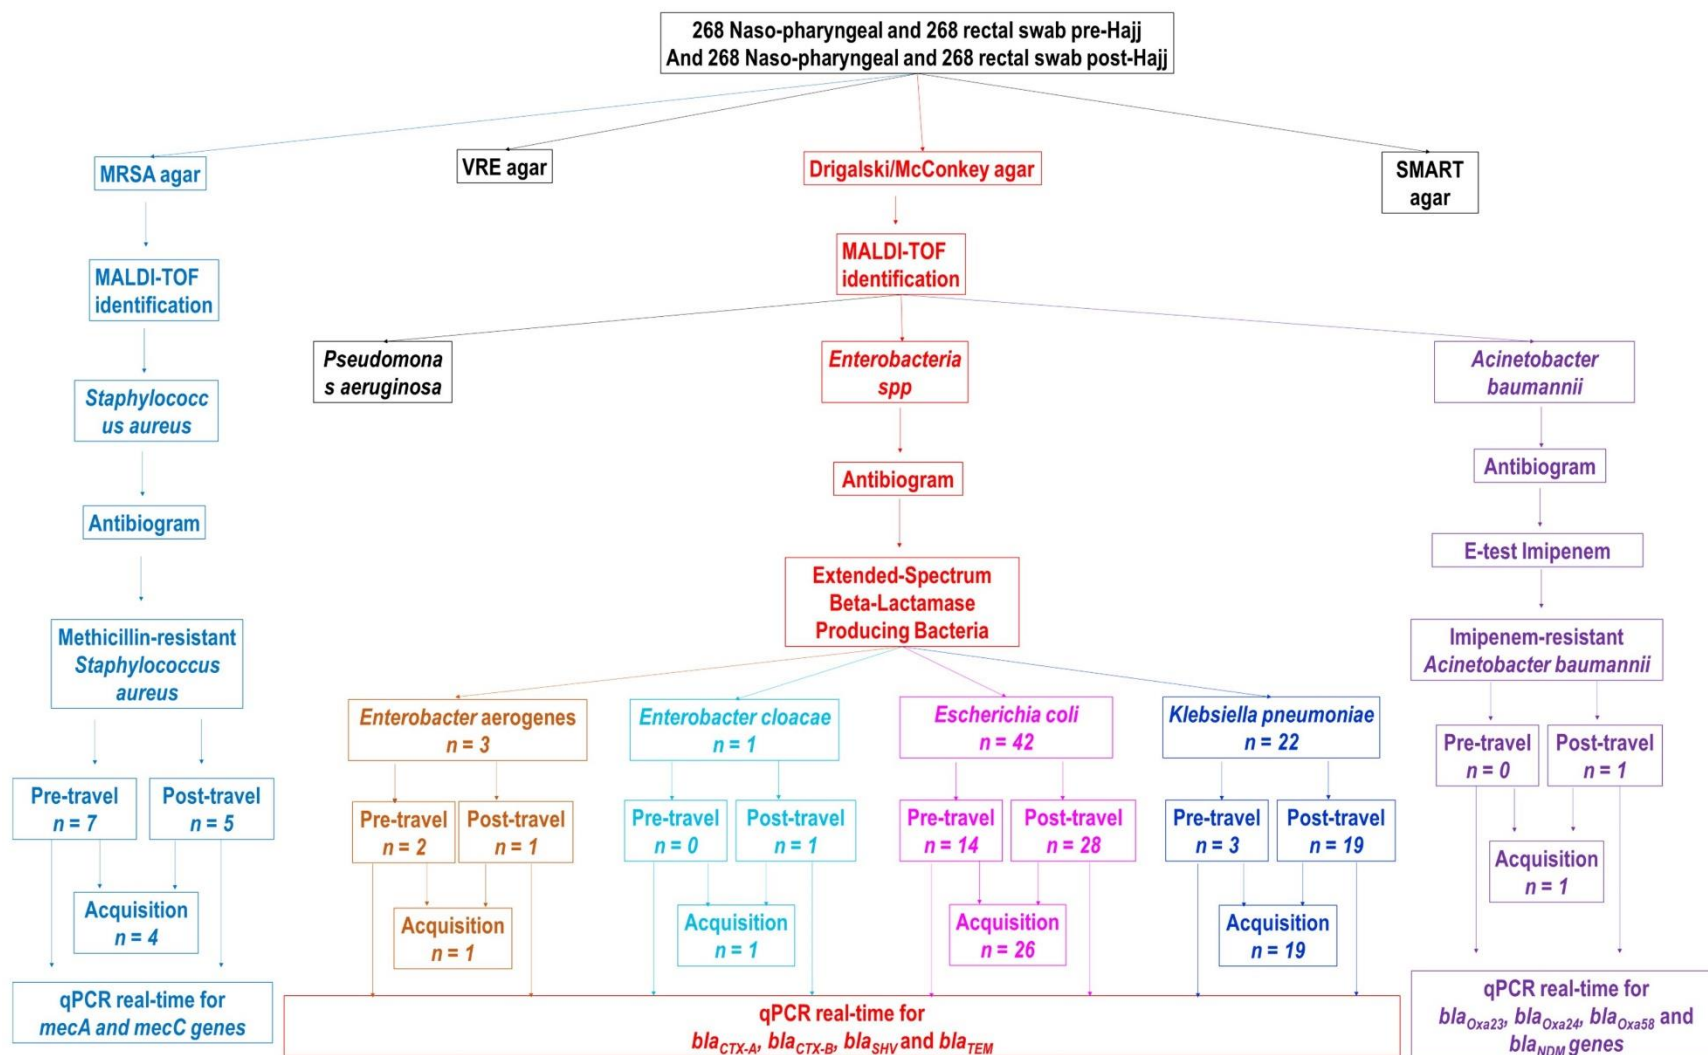 268 Naso-pharyngeal and 268 rectal swab pre-Hajj
And 268 Naso-pharyngeal and 268 rectal swab post-Hajj
MRSA agar
VRE agar
Drigalski/McConkey agar
SMART
agar
MALDI-TOF
identification
MALDI-TOF
identification
Pseudomona
s aeruginosa
Enterobacteria
spp
Acinetobacter
baumannii
Staphylococc
us aureus
Antibiogram
Antibiogram
Antibiogram
E-test Imipenem
Extended-Spectrum
Beta-Lactamase
Producing Bacteria
Methicillin-resistant
Staphylococcus
aureus
Imipenem-resistant
Acinetobacter baumannii
Enterobacter aerogenes
n = 3
Enterobacter cloacae
n = 1
Escherichia coli
n = 42
Klebsiella pneumoniae
n = 22
Pre-travel
n = 7
Post-travel
n = 5
Pre-travel
n = 2
Post-travel
n = 1
Pre-travel
n = 0
Post-travel
n = 1
Pre-travel
n = 14
Post-travel
n = 28
Pre-travel
n = 3
Post-travel
n = 19
Pre-travel
n = 0
Post-travel
n = 1
Acquisition
n = 4
Acquisition
n = 1
Acquisition
n = 1
Acquisition
n = 26
Acquisition
n = 19
Acquisition
n = 1
qPCR real-time for
mecA and mecC genes
qPCR real-time for
blaCTX-A, blaCTX-B, blaSHV and blaTEM
qPCR real-time for
blaOxa23, blaOxa24, blaOxa58 and
blaNDM genes